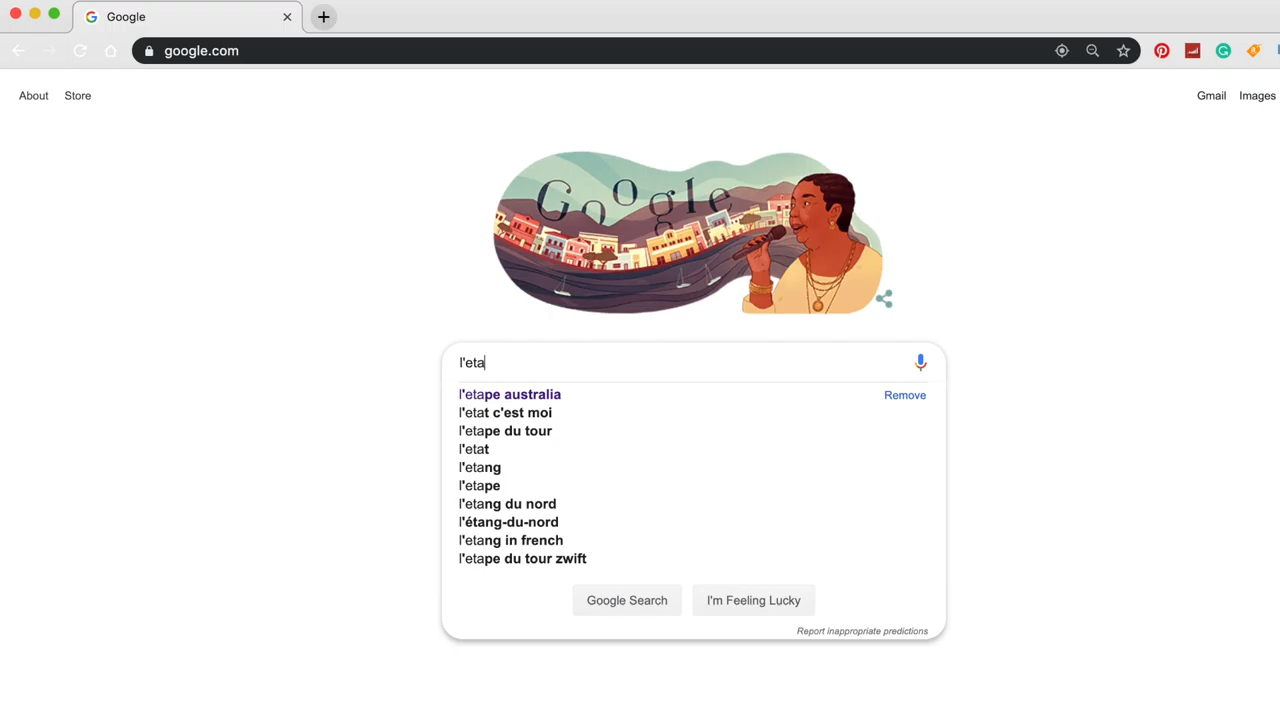 Google
google.com
About Store
Gmail Images
Google
l'eta
l'etape australia Remove
l'etat c'est moi
l'etape du tour
l'etat
l'etang
l'etape
l'etang du nord
l'étang-du-nord
l'etang in french
l'etape du tour zwift
Google Search I'm Feeling Lucky
Report inappropriate predictions